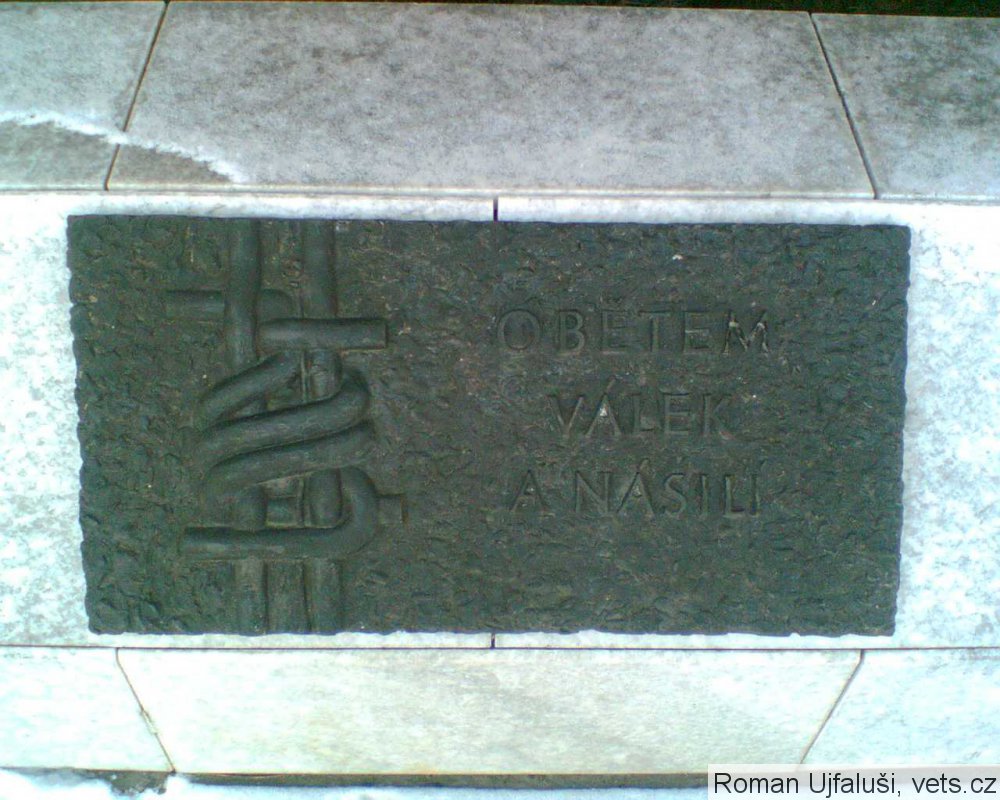 OBĚTEM
VÁLEK
A NÁSILÍ
Roman Ujfaluši, vets.cz